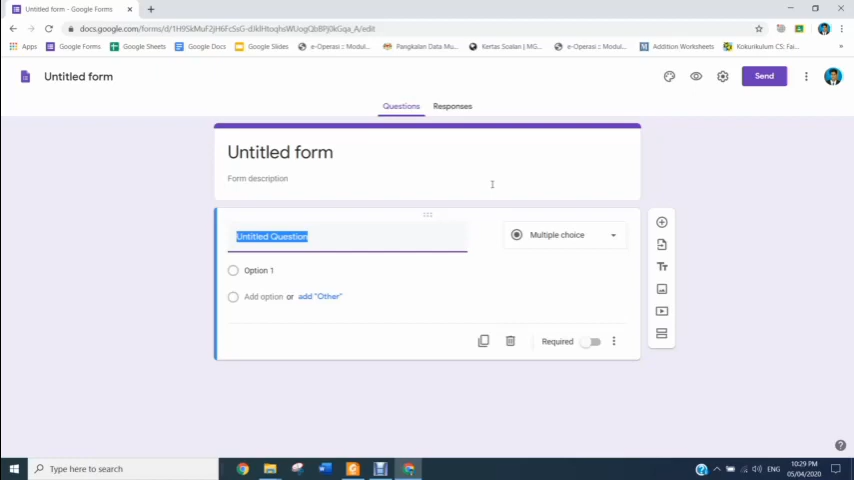 Untitled form - Google Forms
docs.google.com/forms/d/
Apps
Google Forms
Google Sheets
Google Docs
Google Slides
e-Operasi :: Modul...
Pangkalan Data Mu...
Kertas Soalan | MG...
e-Operasi :: Modul...
Addition Worksheets
Kokurikulum CS: Fai...
Untitled form
Send
Questions
Responses
Untitled form
Form description
Untitled Question
Multiple choice
Option 1
Add option or add "Other"
Required
Type here to search
ENG
10:29 PM
05/04/2020